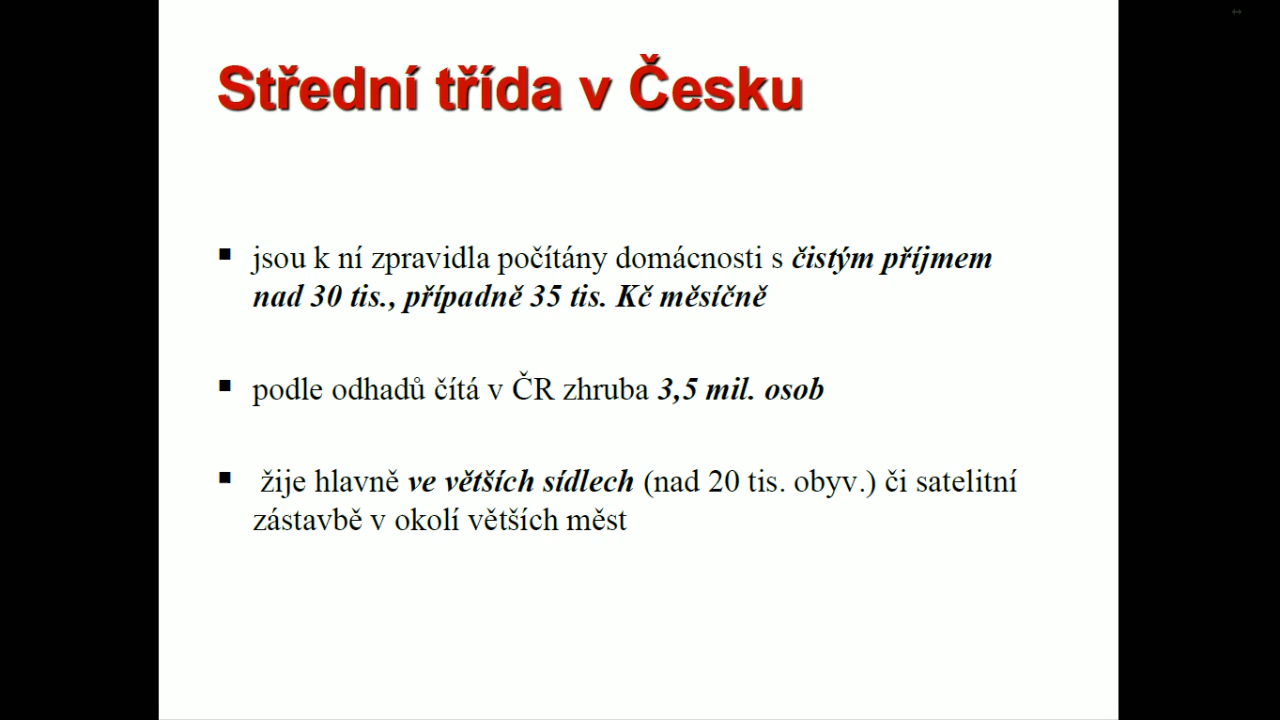 Střední třída v Česku
▪ jsou k ní zpravidla počítány domácnosti s čistým příjmem
nad 30 tis., případně 35 tis. Kč měsíčně
▪ podle odhadů čítá v ČR zhruba 3,5 mil. osob
▪ žije hlavně ve větších sídlech (nad 20 tis. obyv.) či satelitní
zástavbě v okolí větších měst